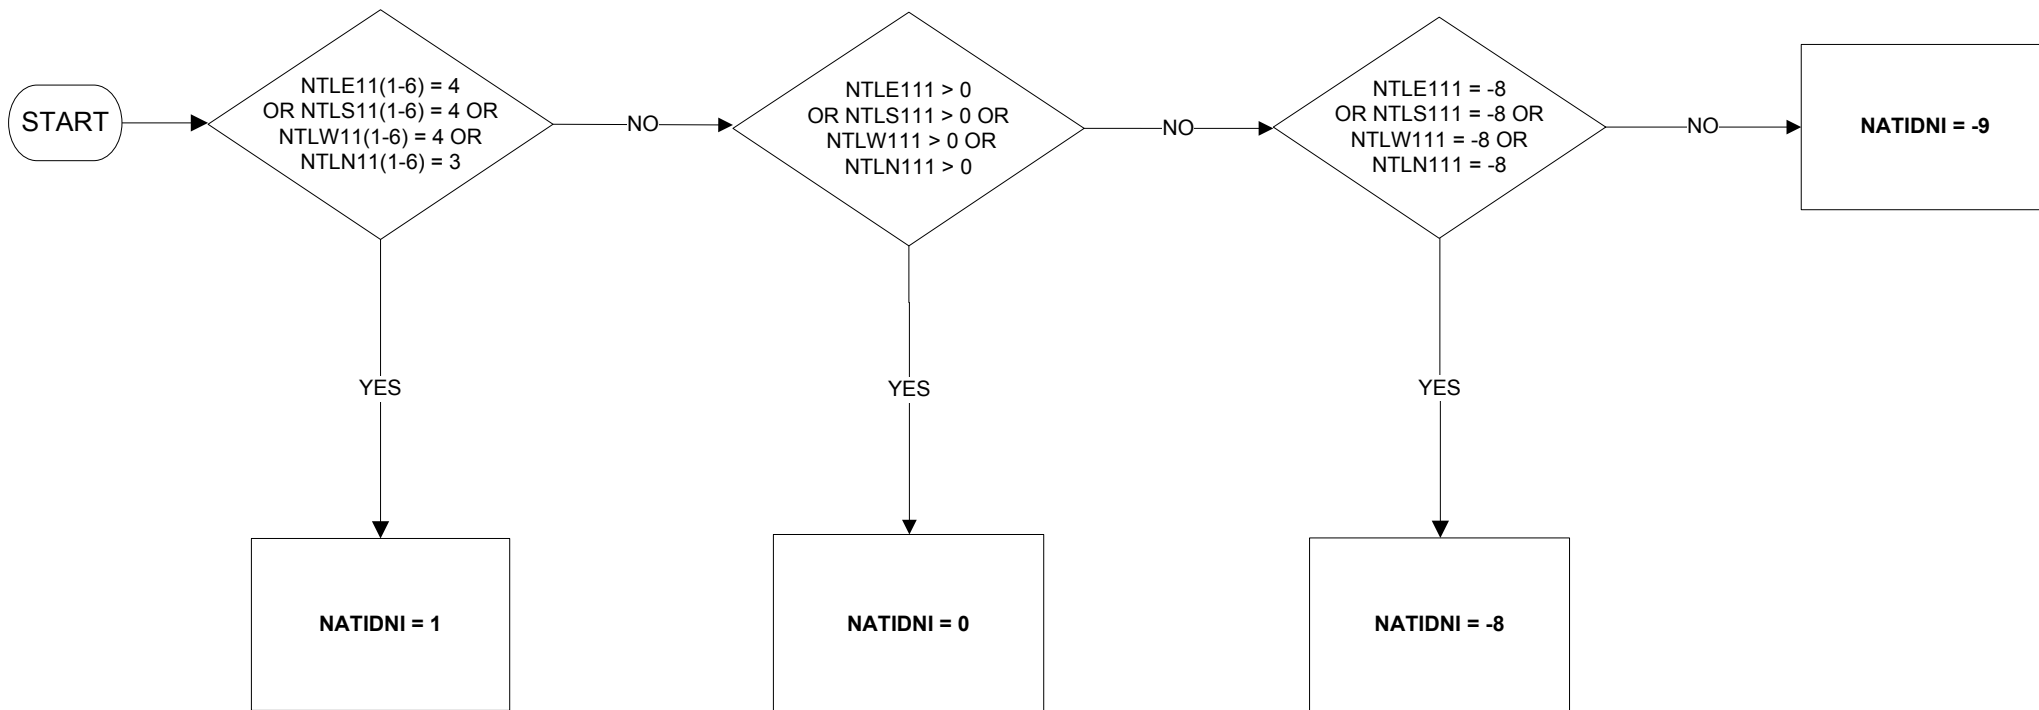 START
NTLE11(1-6) = 4
OR NTLS11(1-6) = 4 OR
NTLW11(1-6) = 4 OR
NTLN11(1-6) = 3
NO
NTLE111 > 0
OR NTLS111 > 0 OR
NTLW111 > 0 OR
NTLN111 > 0
NO
NTLE111 = -8
OR NTLS111 = -8 OR
NTLW111 = -8 OR
NTLN111 = -8
NO
NATIDNI = -9
YES
YES
YES
NATIDNI = 1
NATIDNI = 0
NATIDNI = -8